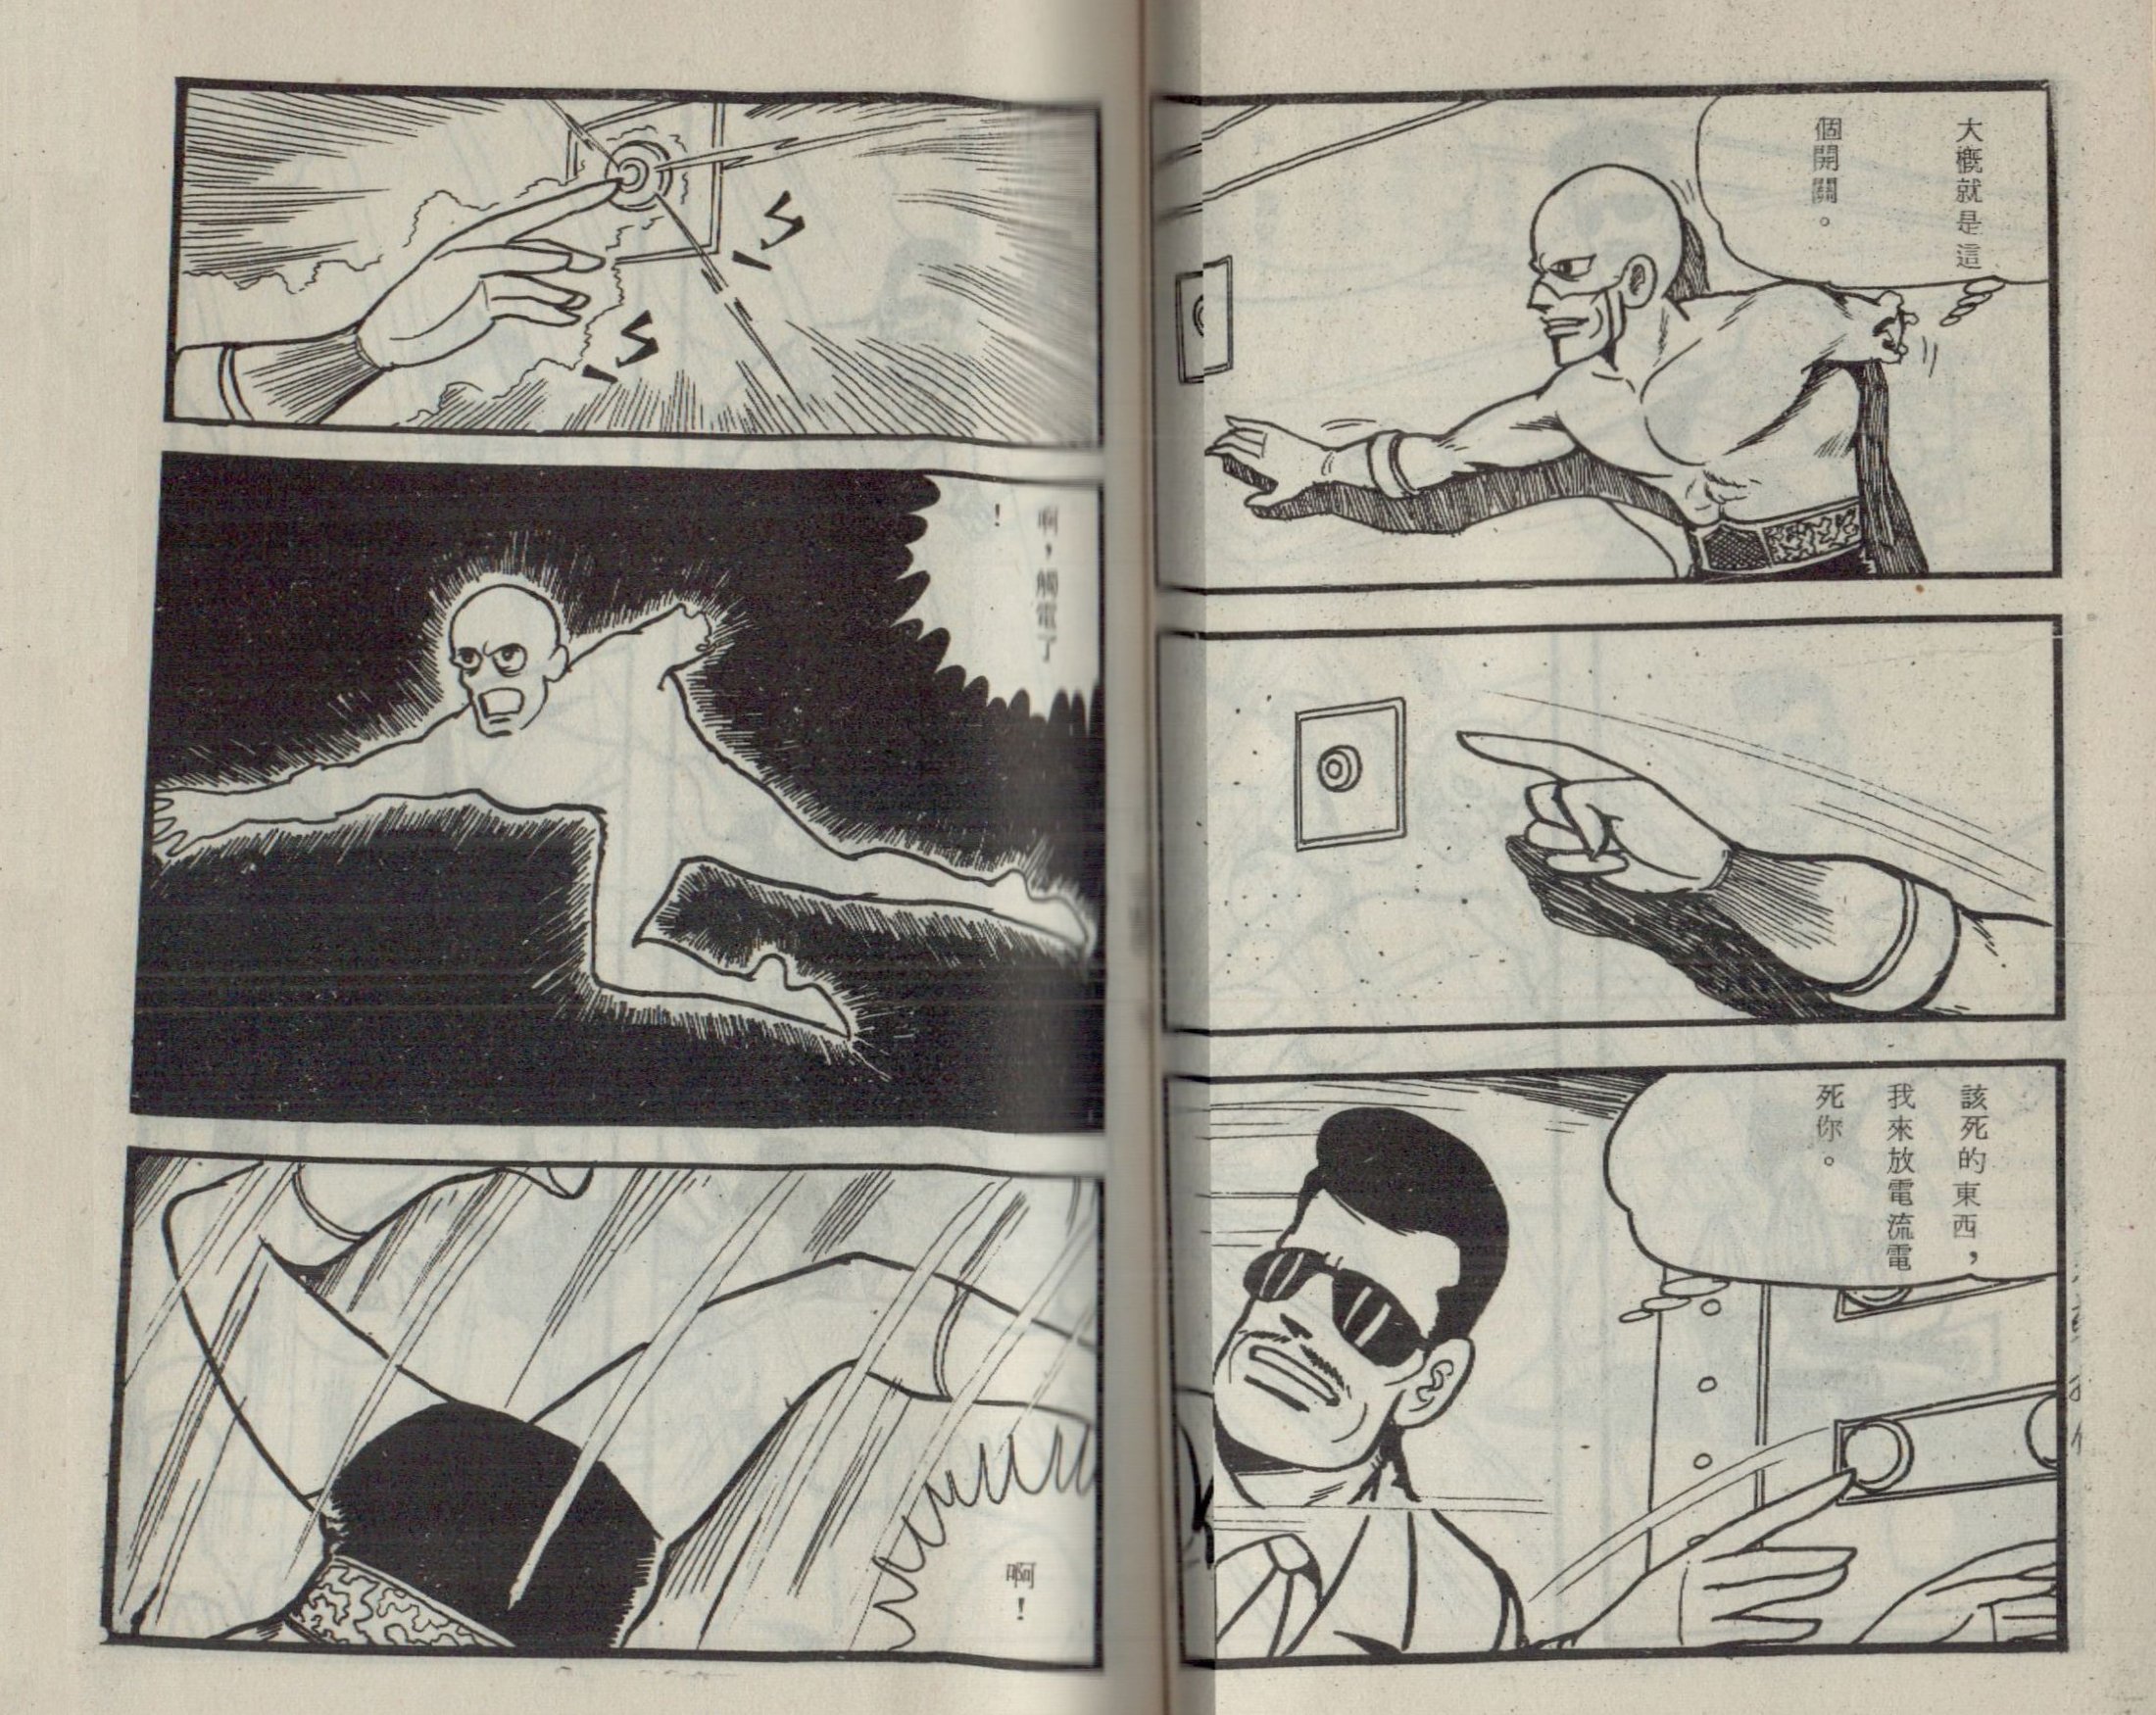 大概就是這
個開關。
該死的東西，
我來放電流電
死你。
啊，觸電了
！
啊！